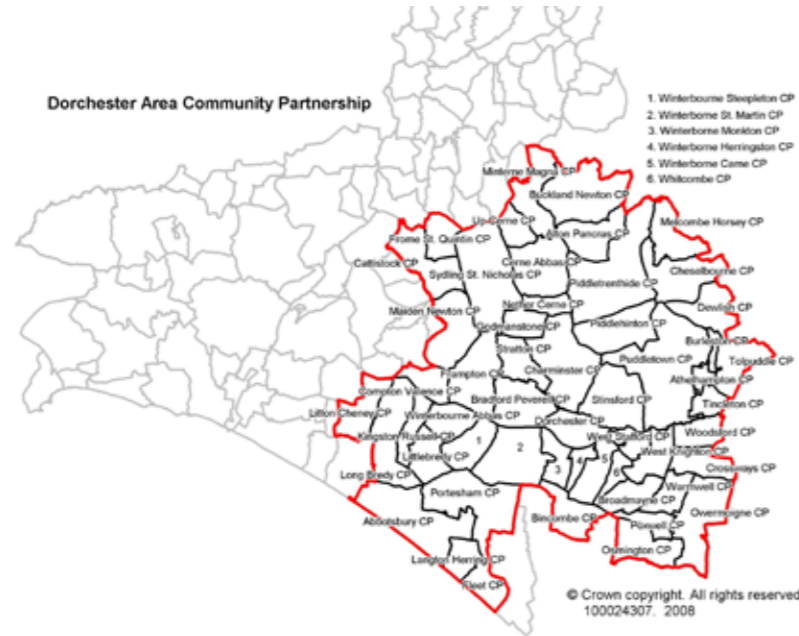 Dorchester Area Community Partnership
1. Winterbourne Steepleton CP
2. Winterborne St. Martin CP
3. Winterborne Monkton CP
4. Winterborne Herringston CP
5. Winterborne Came CP
6. Whitcombe CP
Minterne Magna CP
Buckland Newton CP
Up Cerne CP
Melcombe Horsey CP
Alton Pancras CP
Frome St. Quintin CP
Cattistock CP
Cerne Abbas CP
Cheselbourne CP
Sydling St. Nicholas CP
Piddletrenthide CP
Nether Cerne CP
Dewlish CP
Maiden Newton CP
Godmanstone CP
Piddlehinton CP
Burleston CP
Stratton CP
Puddletown CP
Tolpuddle CP
Frampton CP
Charminster CP
Athelhampton CP
Compton Valence CP
Bradford Peverell CP
Stinsford CP
Tincleton CP
Litton Cheney CP
Winterbourne Abbas CP
Dorchester CP
Woodsford CP
Kingston Russell CP
1
2
West Stafford CP
Littlebredy CP
3
4
5
6
West Knighton CP
Long Bredy CP
Crossways CP
Portesham CP
Warmwell CP
Broadmayne CP
Owermoigne CP
Abbotsbury CP
Bincombe CP
Poxwell CP
Osmington CP
Langton Herring CP
Fleet CP
© Crown copyright. All rights reserved
100024307. 2008